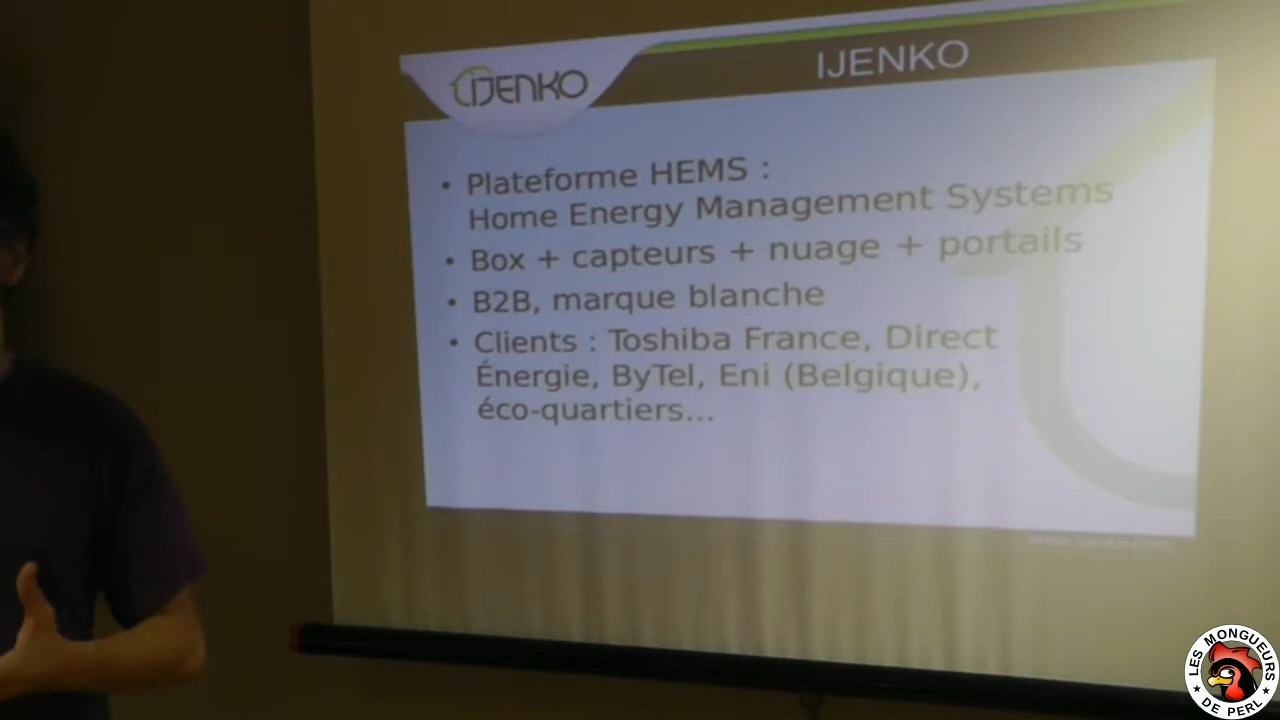 IJENKO
IJENKO
• Plateforme HEMS :
Home Energy Management Systems
• Box + capteurs + nuage + portails
• B2B, marque blanche
• Clients : Toshiba France, Direct
Énergie, ByTel, Eni (Belgique),
éco-quartiers...
LES MONGUEURS
★ DE PERL ★